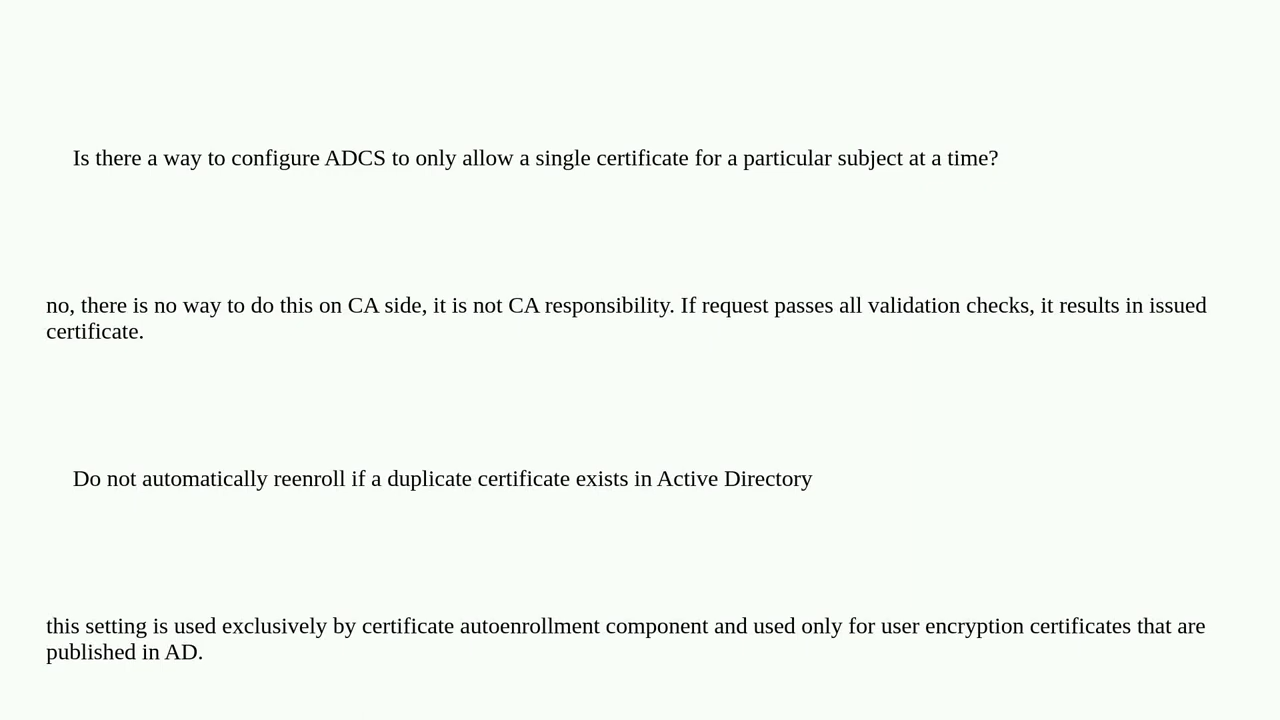 Is there a way to configure ADCS to only allow a single certificate for a particular subject at a time?
no, there is no way to do this on CA side, it is not CA responsibility. If request passes all validation checks, it results in issued
certificate.
Do not automatically reenroll if a duplicate certificate exists in Active Directory
this setting is used exclusively by certificate autoenrollment component and used only for user encryption certificates that are
published in AD.